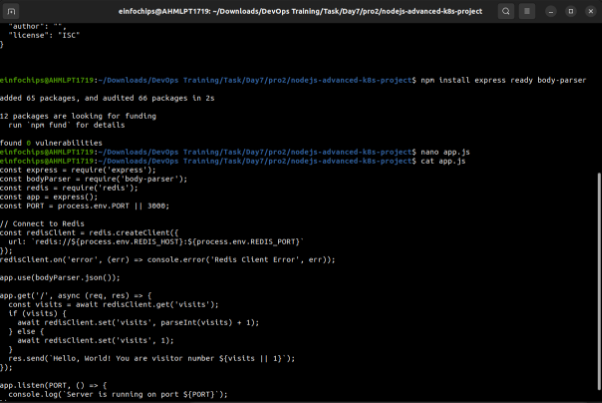 einfochips@AHMLPT1719: ~/Downloads/DevOps Training/Task/Day7/pro2/nodejs-advanced-k8s-project
"author": "",
"license": "ISC"
}
einfochips@AHMLPT1719:~/Downloads/DevOps Training/Task/Day7/pro2/nodejs-advanced-k8s-project$ npm install express ready body-parser
added 65 packages, and audited 66 packages in 2s
12 packages are looking for funding
run `npm fund` for details
found 0 vulnerabilities
einfochips@AHMLPT1719:~/Downloads/DevOps Training/Task/Day7/pro2/nodejs-advanced-k8s-project$ nano app.js
einfochips@AHMLPT1719:~/Downloads/DevOps Training/Task/Day7/pro2/nodejs-advanced-k8s-project$ cat app.js
const express = require('express');
const bodyParser = require('body-parser');
const redis = require('redis');
const app = express();
const PORT = process.env.PORT || 3000;
// Connect to Redis
const redisClient = redis.createClient({
url: `redis://${process.env.REDIS_HOST}:${process.env.REDIS_PORT}`
});
redisClient.on('error', (err) => console.error('Redis Client Error', err));
app.use(bodyParser.json());
app.get('/', async (req, res) => {
const visits = await redisClient.get('visits');
if (visits) {
await redisClient.set('visits', parseInt(visits) + 1);
} else {
await redisClient.set('visits', 1);
}
res.send(`Hello, World! You are visitor number ${visits || 1}`);
});
app.listen(PORT, () => {
console.log(`Server is running on port ${PORT}`);